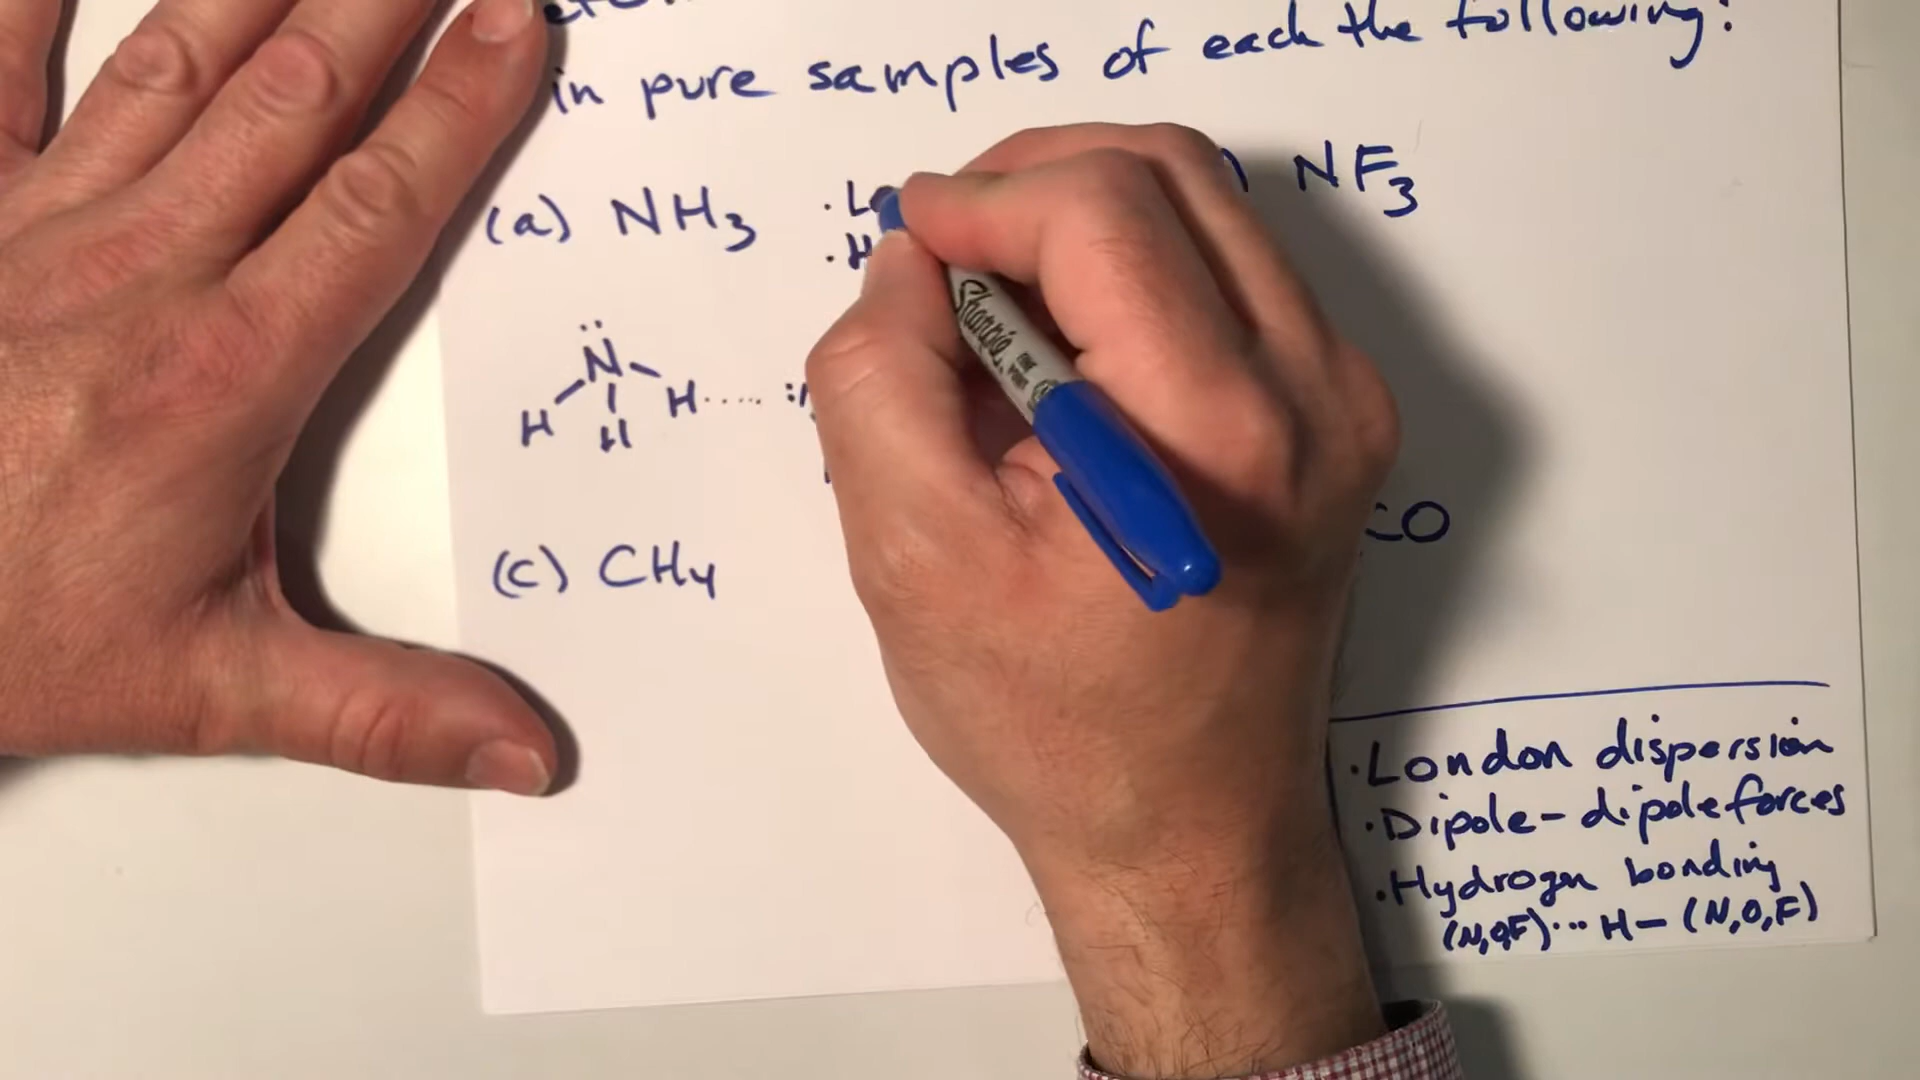 in pure samples of each the following:
(a) NH3
NF3
N
H H H ..... :
(c) CH4
CO
Sharpie
· London dispersion
· Dipole-dipole forces
· Hydrogen bonding
(N,O,F)··· H – (N,O,F)